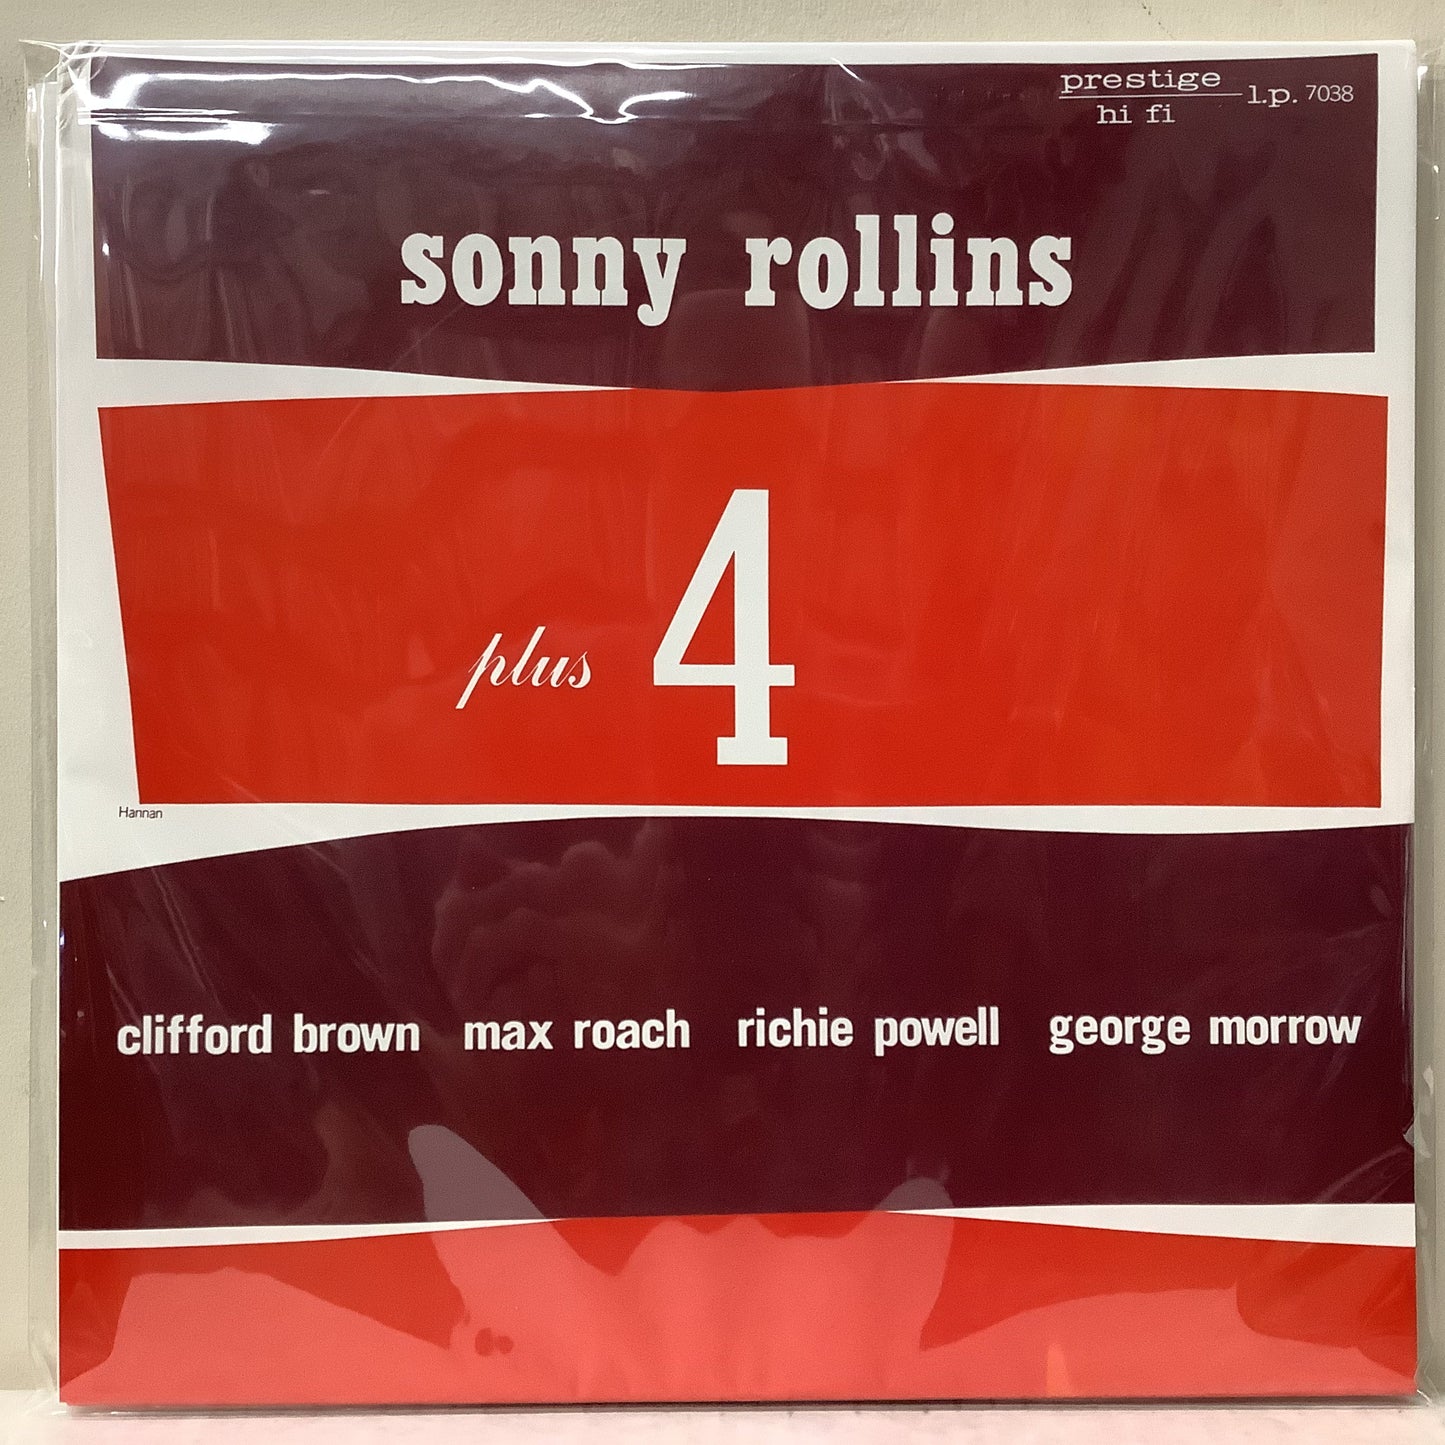 prestige
hi fi
l.p. 7038
sonny rollins
plus 4
Hannan
clifford brown max roach richie powell george morrow